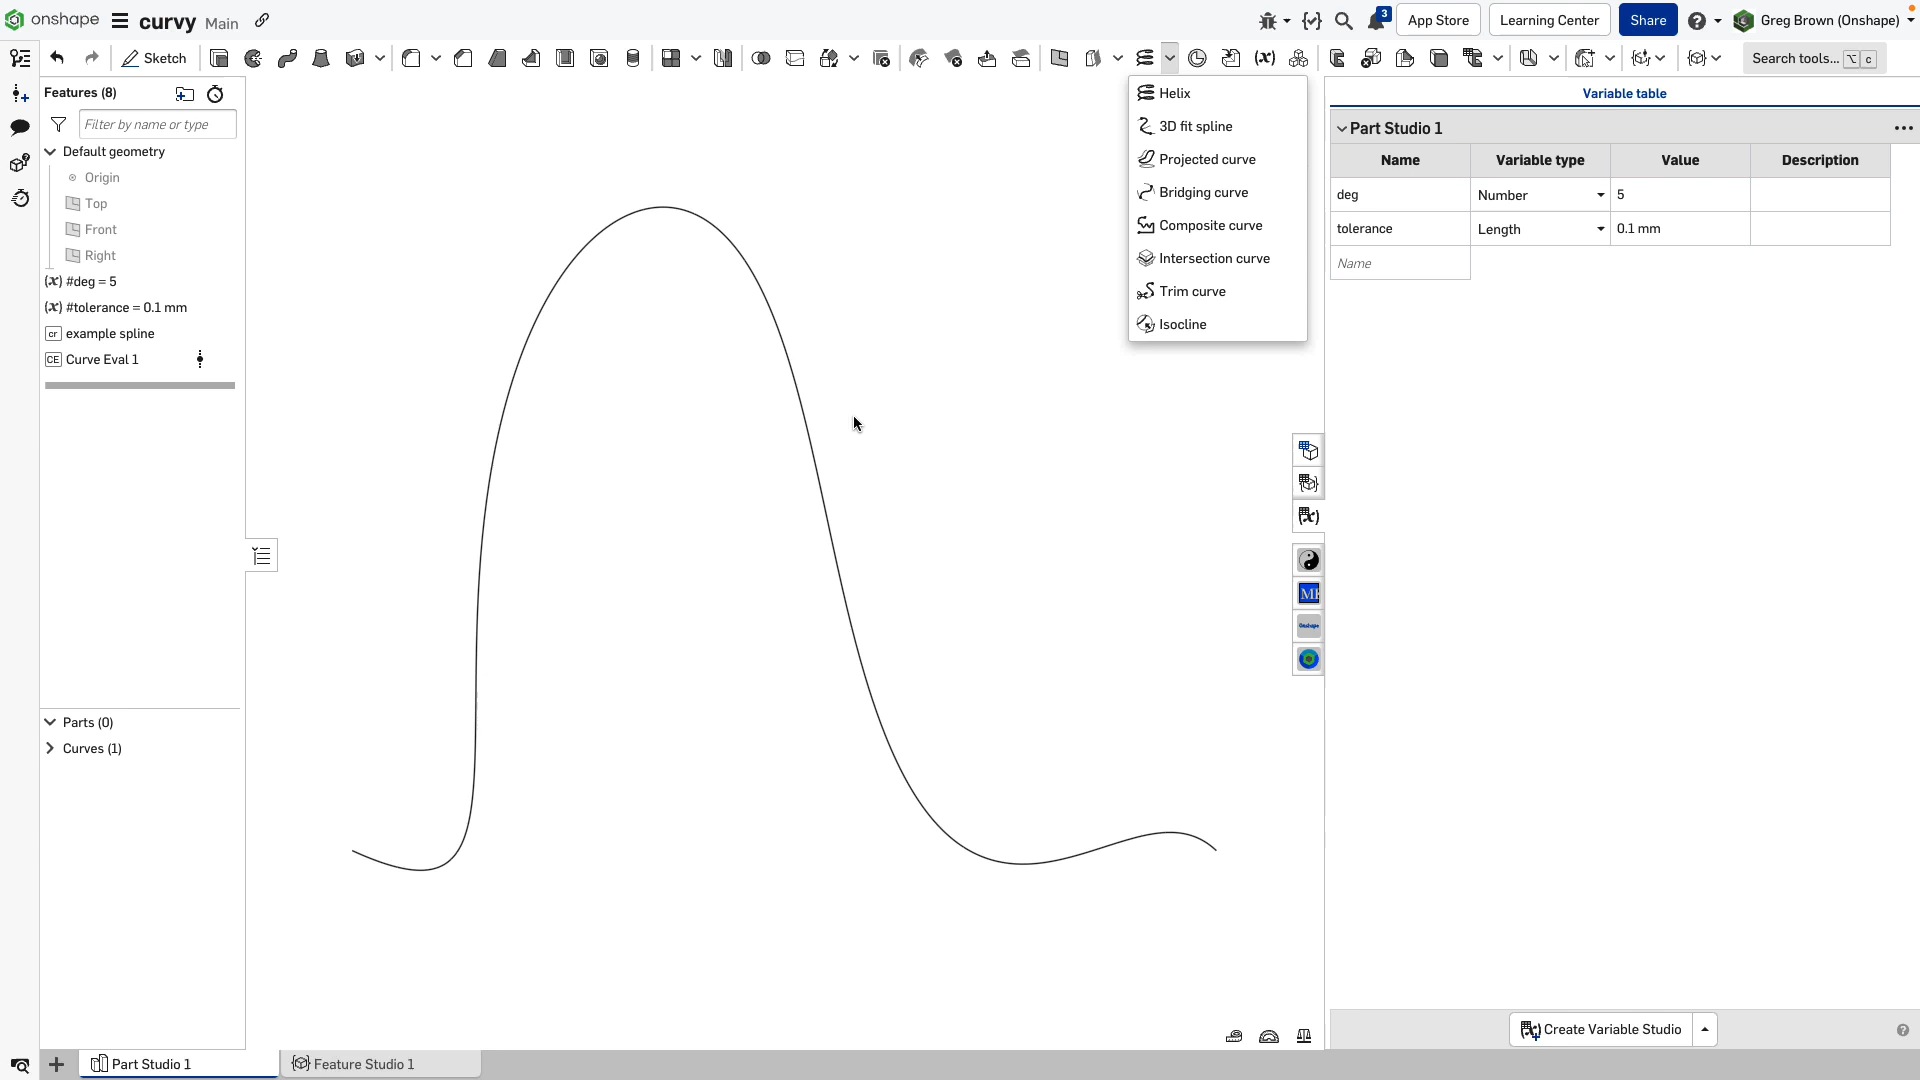 onshape
curvy Main
3
App Store
Learning Center
Share
Greg Brown (Onshape)
Sketch
(x)
Search tools... ⌥ c
Features (8)
Filter by name or type
Default geometry
Origin
Top
Front
Right
(x) #deg = 5
(x) #tolerance = 0.1 mm
cr example spline
CE Curve Eval 1
Parts (0)
Curves (1)
Helix
3D fit spline
Projected curve
Bridging curve
Composite curve
Intersection curve
Trim curve
Isocline
Variable table
Part Studio 1
Name Variable type Value Description
deg Number 5
tolerance Length 0.1 mm
Name
(x)
Onshape
Create Variable Studio
Part Studio 1
Feature Studio 1